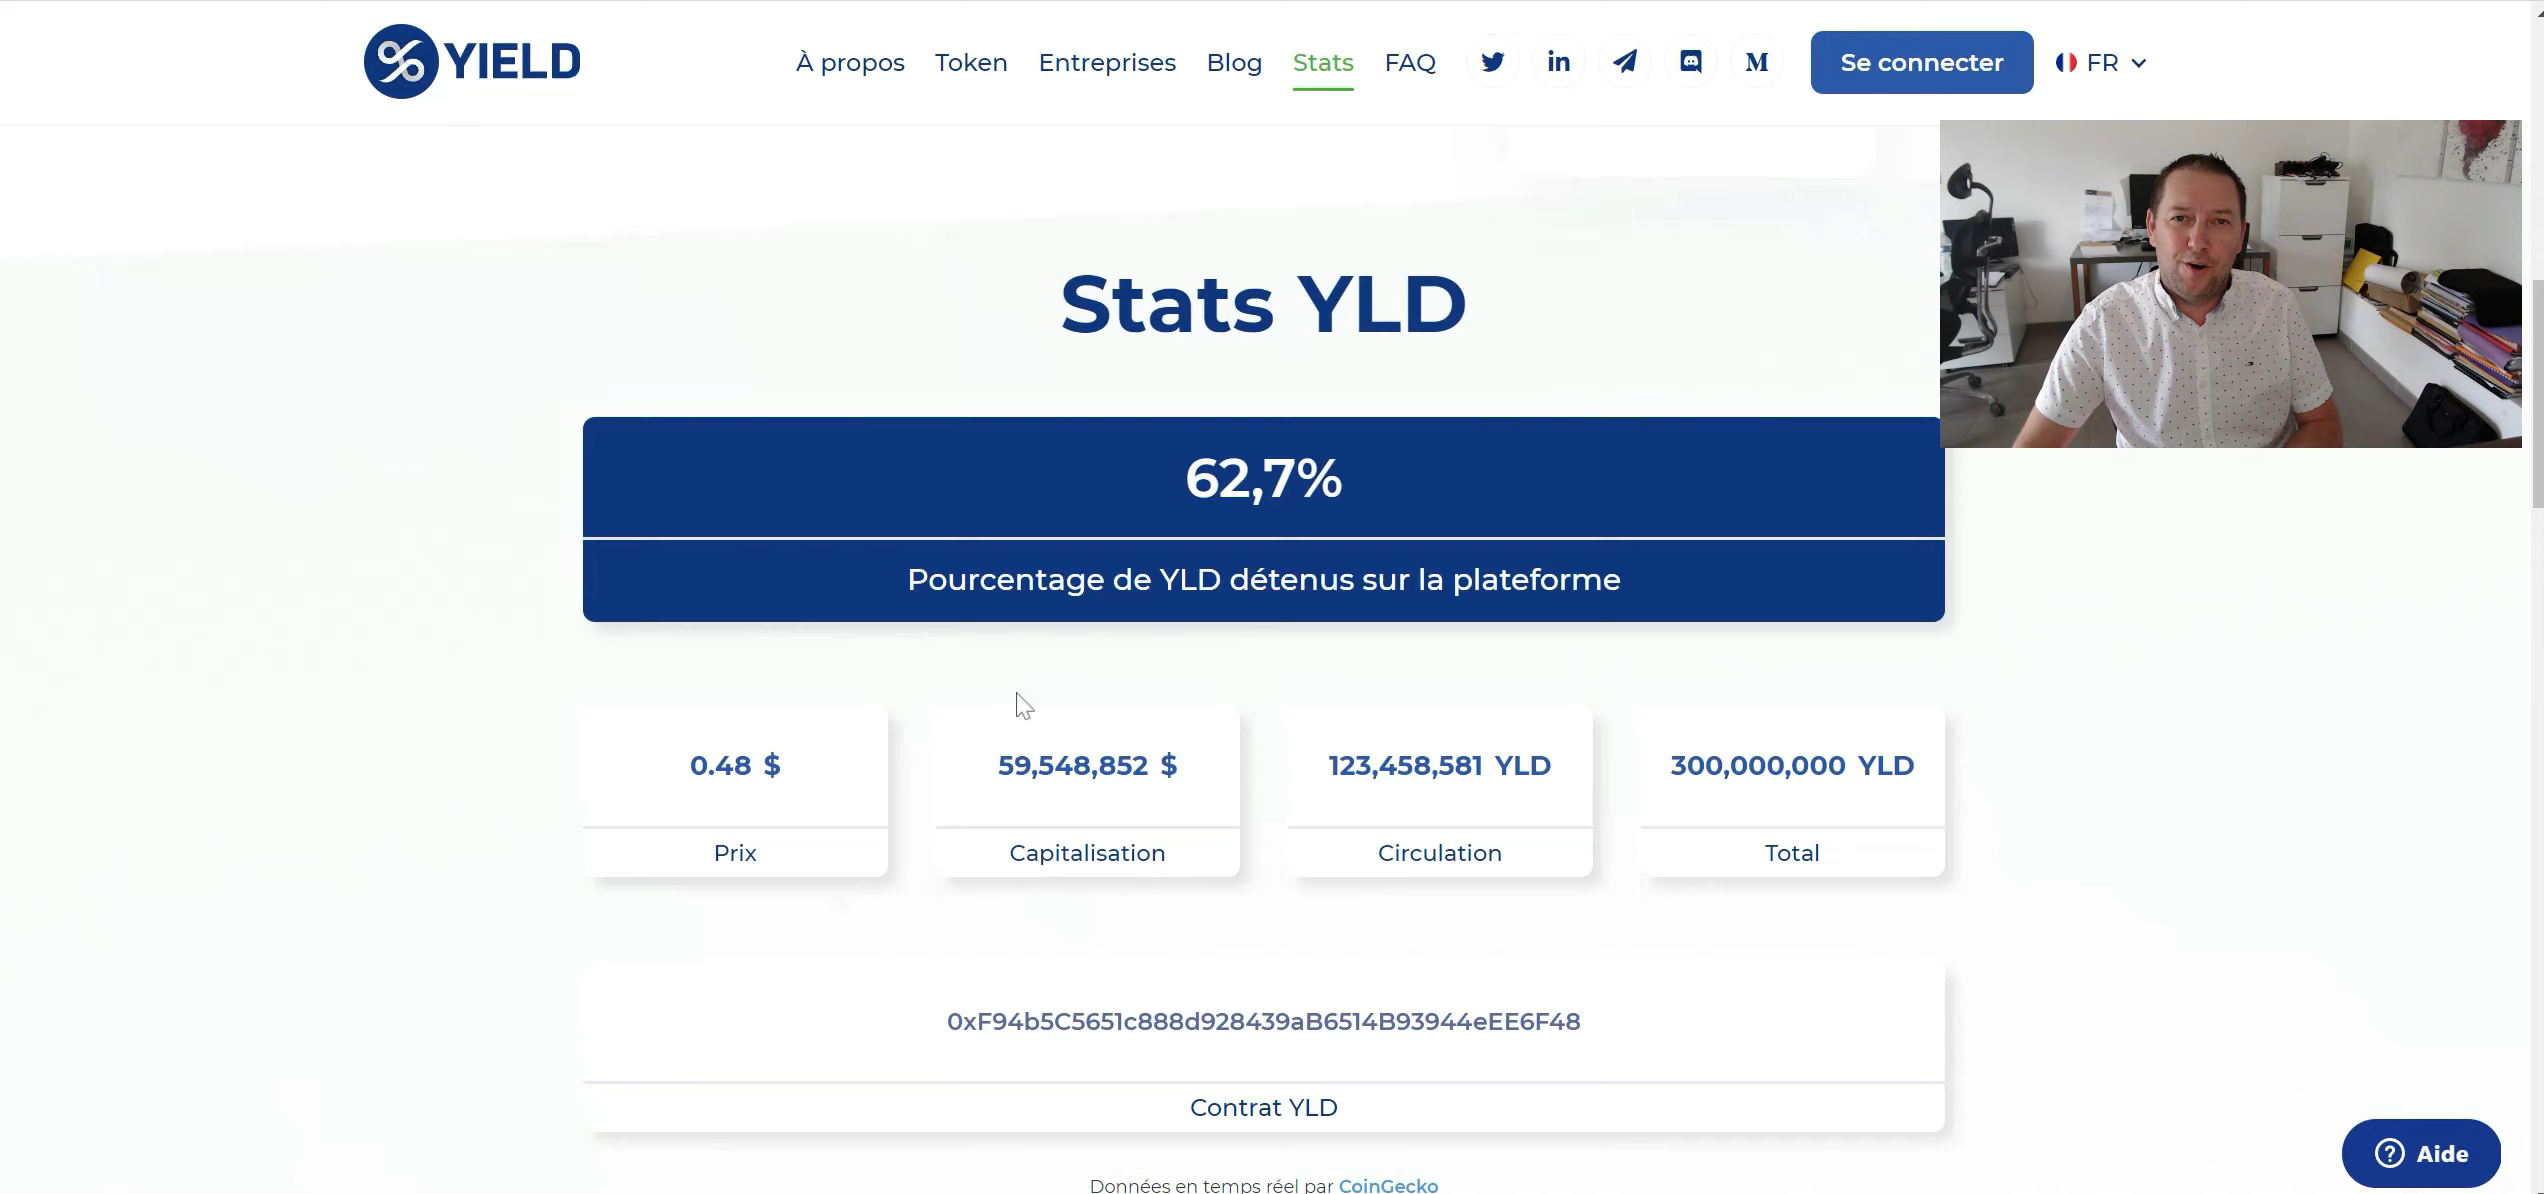 YIELD
À propos Token Entreprises Blog Stats FAQ Se connecter FR
Stats YLD
62,7%
Pourcentage de YLD détenus sur la plateforme
0.48 $
Prix
59,548,852 $
Capitalisation
123,458,581 YLD
Circulation
300,000,000 YLD
Total
0xF94b5C5651c888d928439aB6514B93944eEE6F48
Contrat YLD
Données en temps réel par CoinGecko
Aide